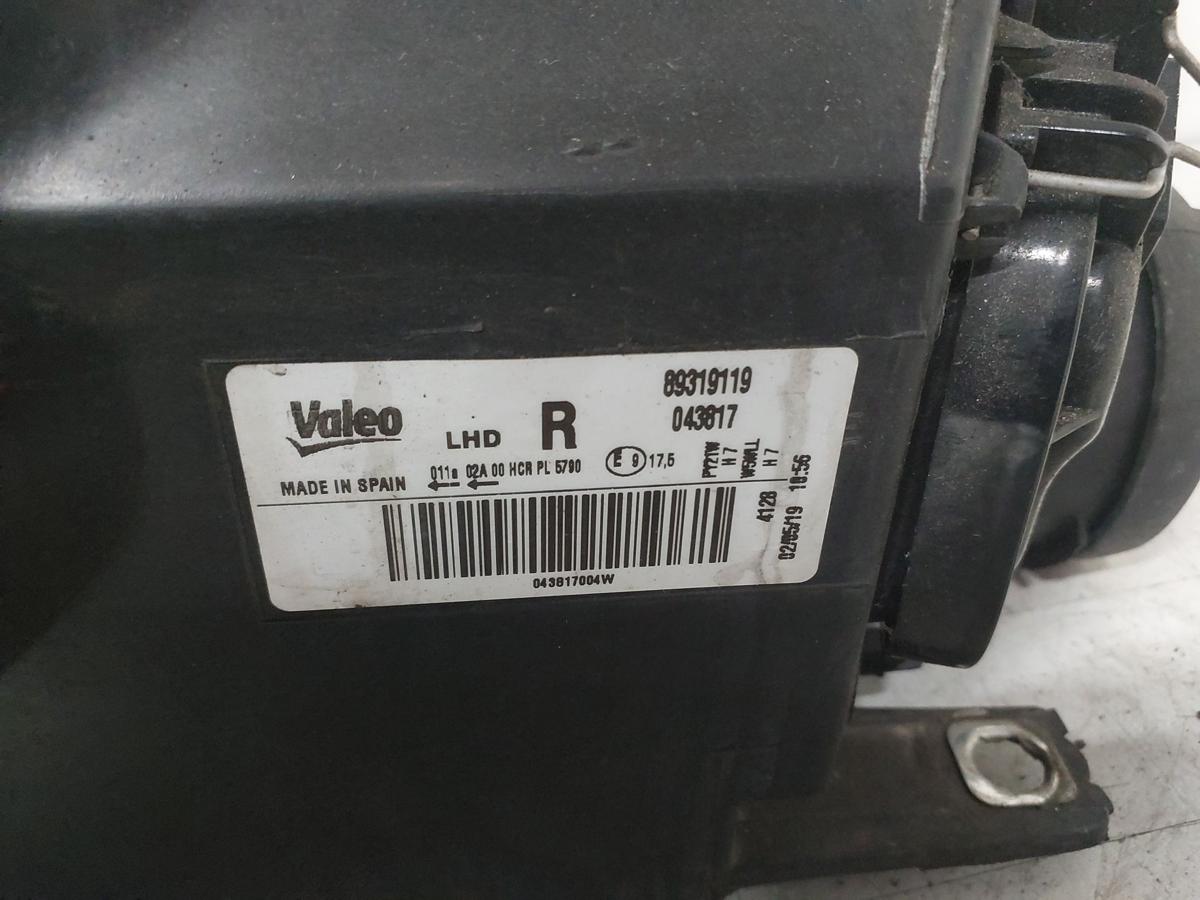 Valeo
LHD R
89319119
043817
011a 02A 00 HCR PL 5790
E 9 17,5
MADE IN SPAIN
PY21W
H7
W5WLL
H7
4128
02/05/19 10:56
043817004W